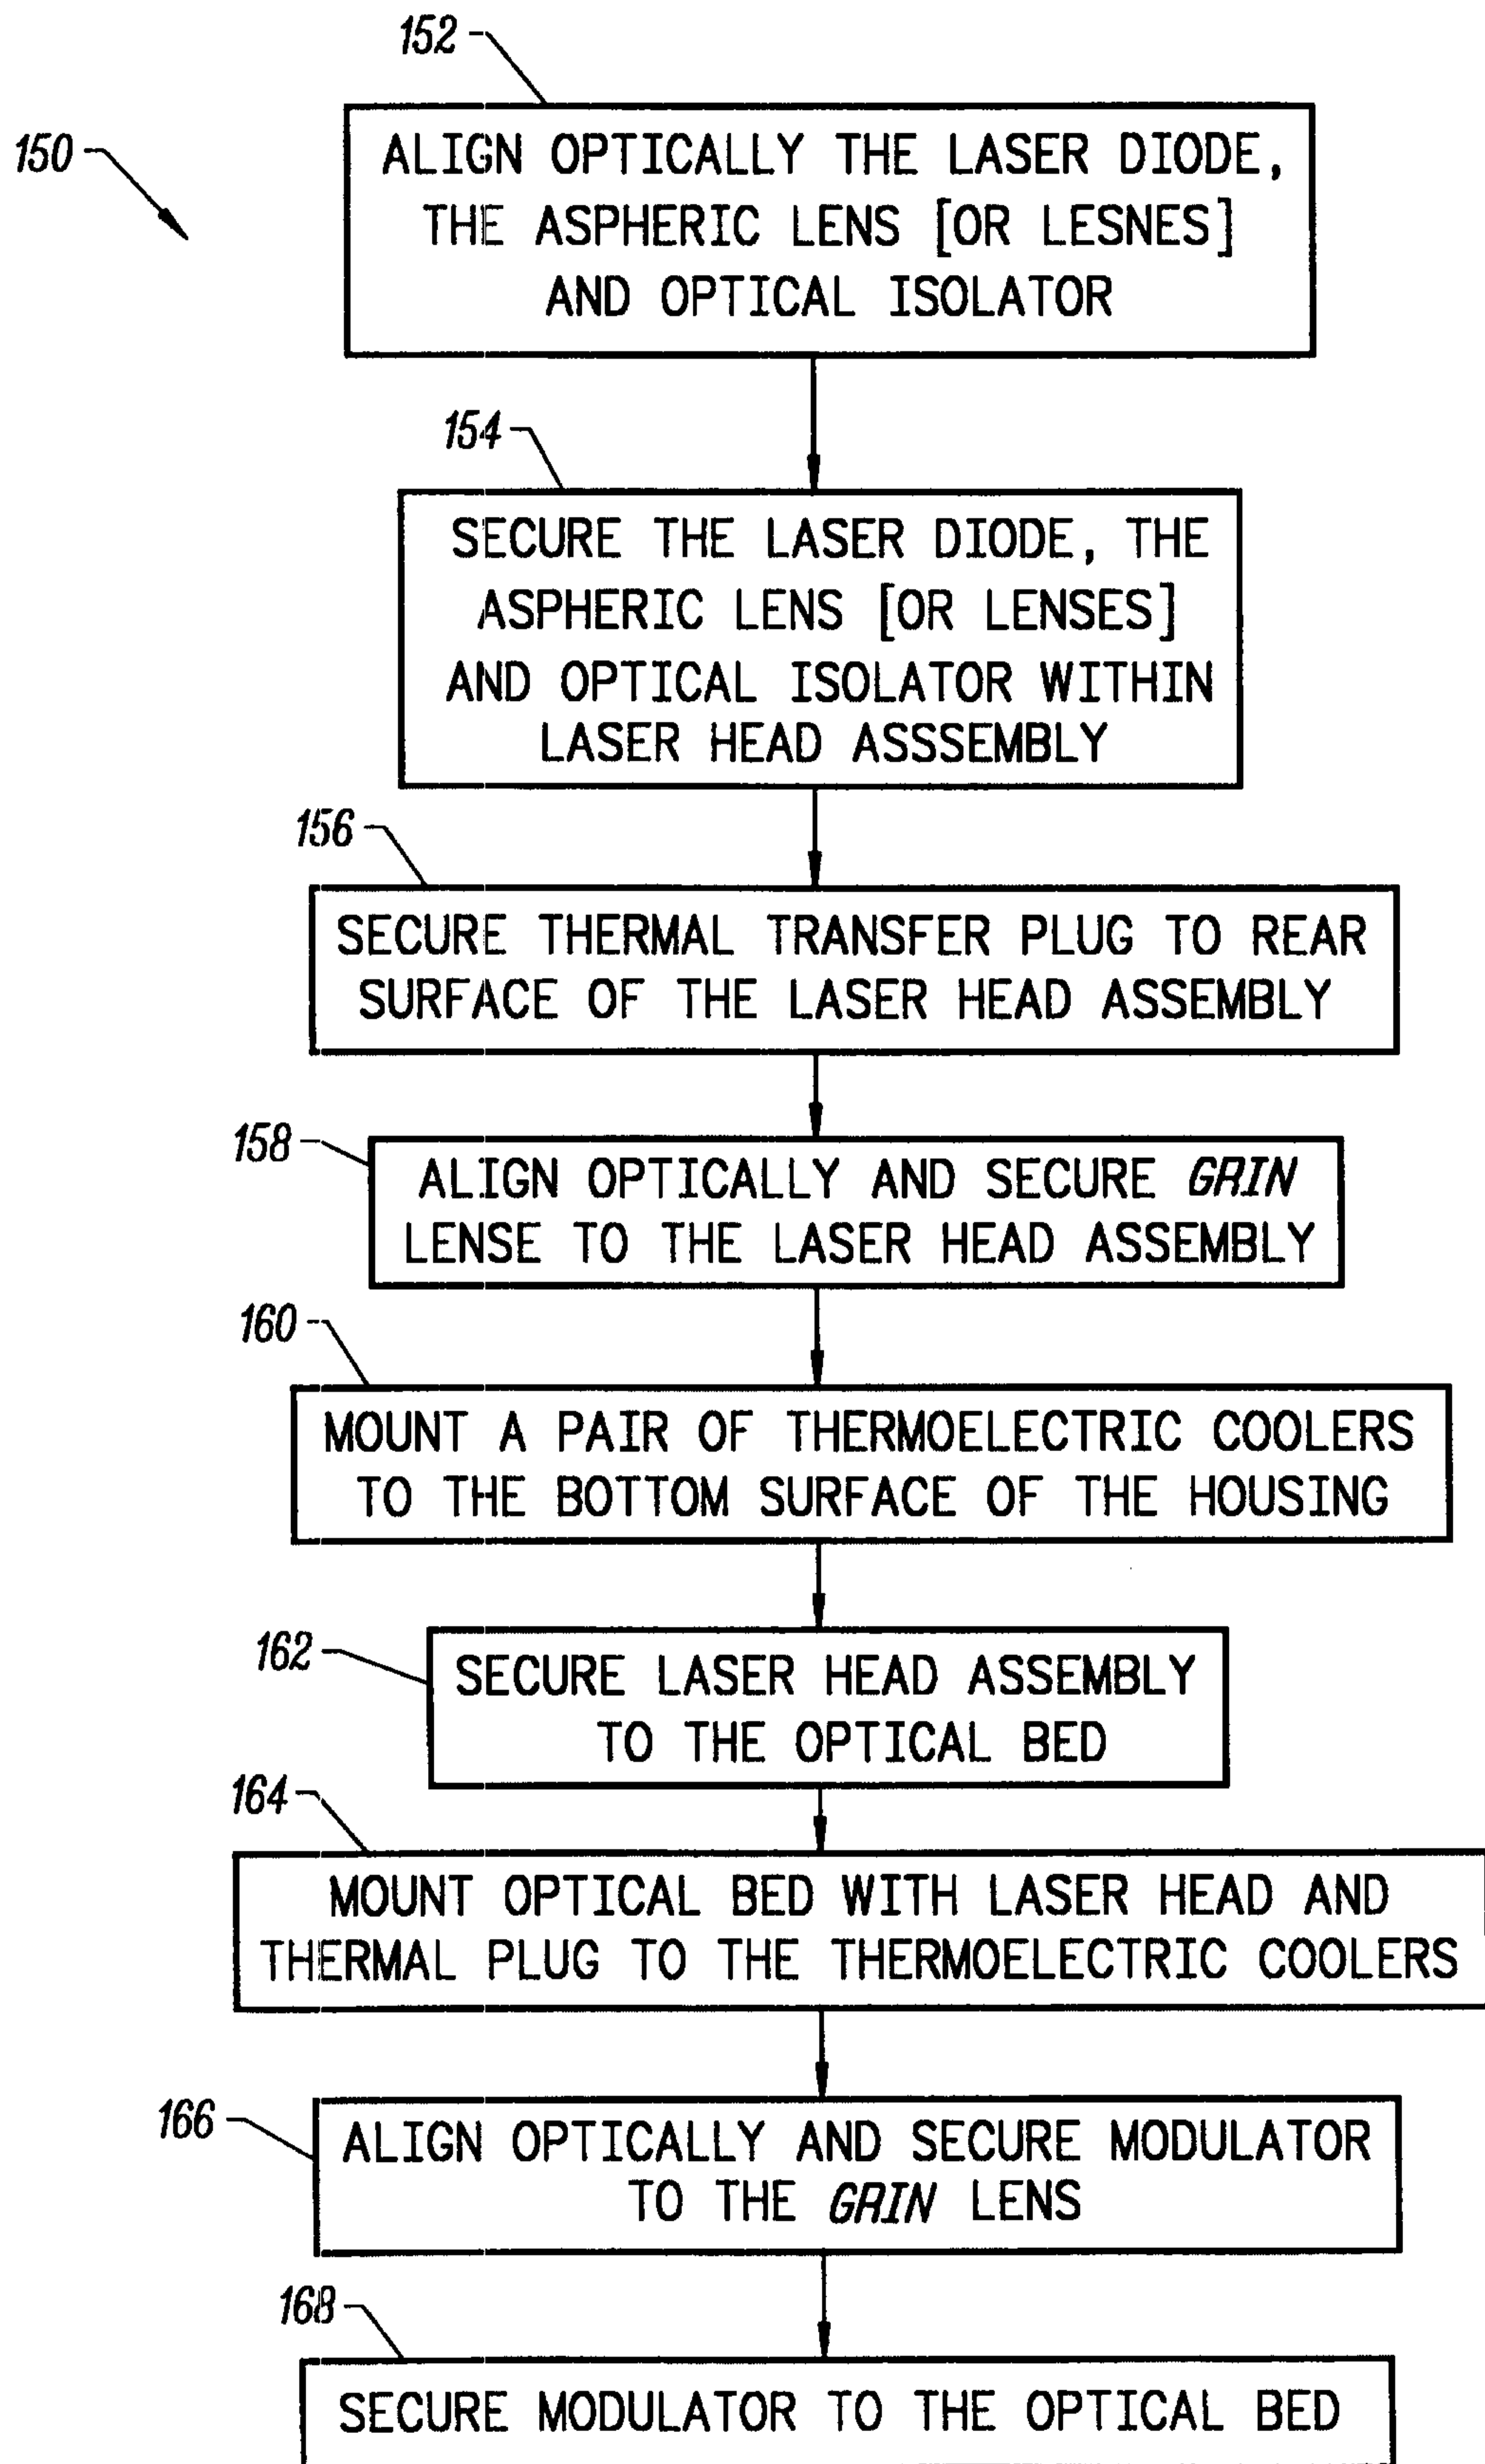 152
150
ALIGN OPTICALLY THE LASER DIODE,
THE ASPHERIC LENS [OR LESNES]
AND OPTICAL ISOLATOR
154
SECURE THE LASER DIODE, THE
ASPHERIC LENS [OR LENSES]
AND OPTICAL ISOLATOR WITHIN
LASER HEAD ASSSEMBLY
156
SECURE THERMAL TRANSFER PLUG TO REAR
SURFACE OF THE LASER HEAD ASSEMBLY
158
ALIGN OPTICALLY AND SECURE GRIN
LENSE TO THE LASER HEAD ASSEMBLY
160
MOUNT A PAIR OF THERMOELECTRIC COOLERS
TO THE BOTTOM SURFACE OF THE HOUSING
162
SECURE LASER HEAD ASSEMBLY
TO THE OPTICAL BED
164
MOUNT OPTICAL BED WITH LASER HEAD AND
THERMAL PLUG TO THE THERMOELECTRIC COOLERS
166
ALIGN OPTICALLY AND SECURE MODULATOR
TO THE GRIN LENS
168
SECURE MODULATOR TO THE OPTICAL BED